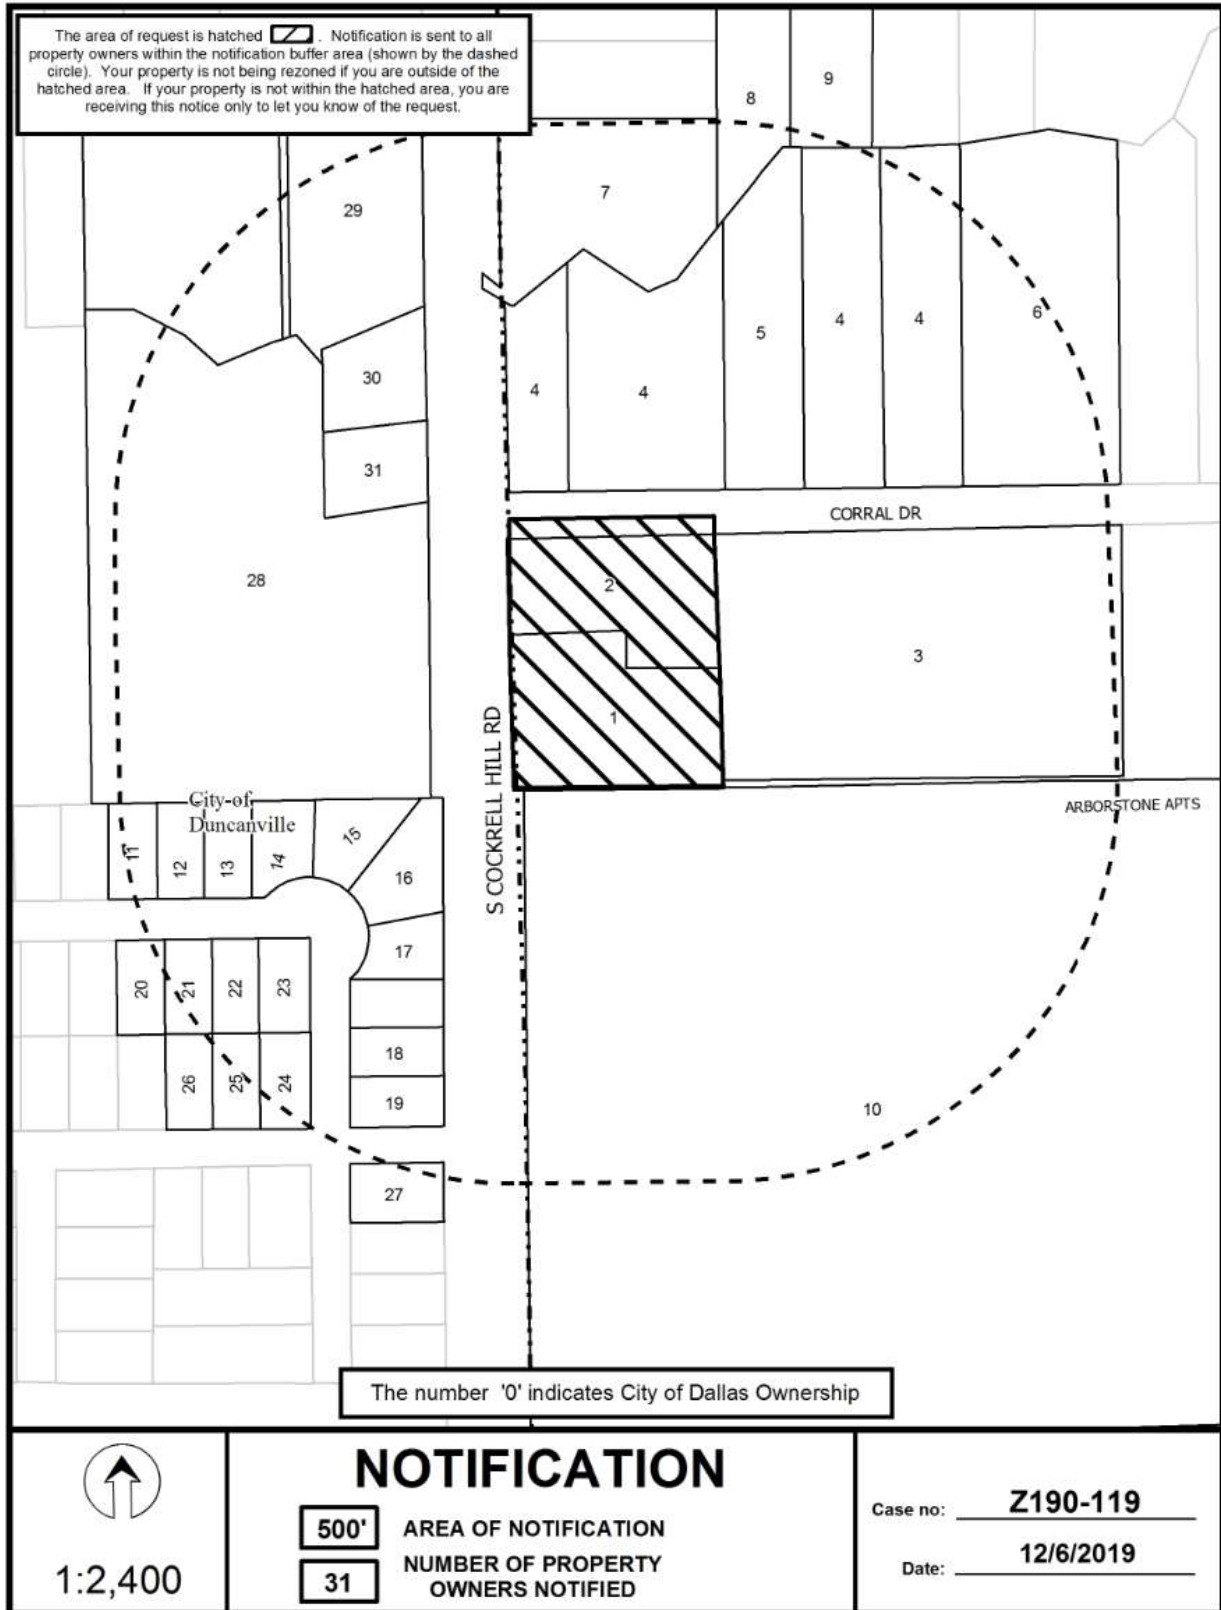 The area of request is hatched . Notification is sent to all
property owners within the notification buffer area (shown by the dashed
circle). Your property is not being rezoned if you are outside of the
hatched area. If your property is not within the hatched area, you are
receiving this notice only to let you know of the request.
9
8
7
29
6
5
4
4
30
4
4
31
CORRAL DR
28
2
3
1
S COCKRELL HILL RD
City of
Duncanville
ARBORSTONE APTS
11
12
13
14
15
16
17
20
21
22
23
18
26
25
24
19
10
27
The number '0' indicates City of Dallas Ownership
1:2,400
NOTIFICATION
500' AREA OF NOTIFICATION
31 NUMBER OF PROPERTY
OWNERS NOTIFIED
Case no: Z190-119
Date: 12/6/2019